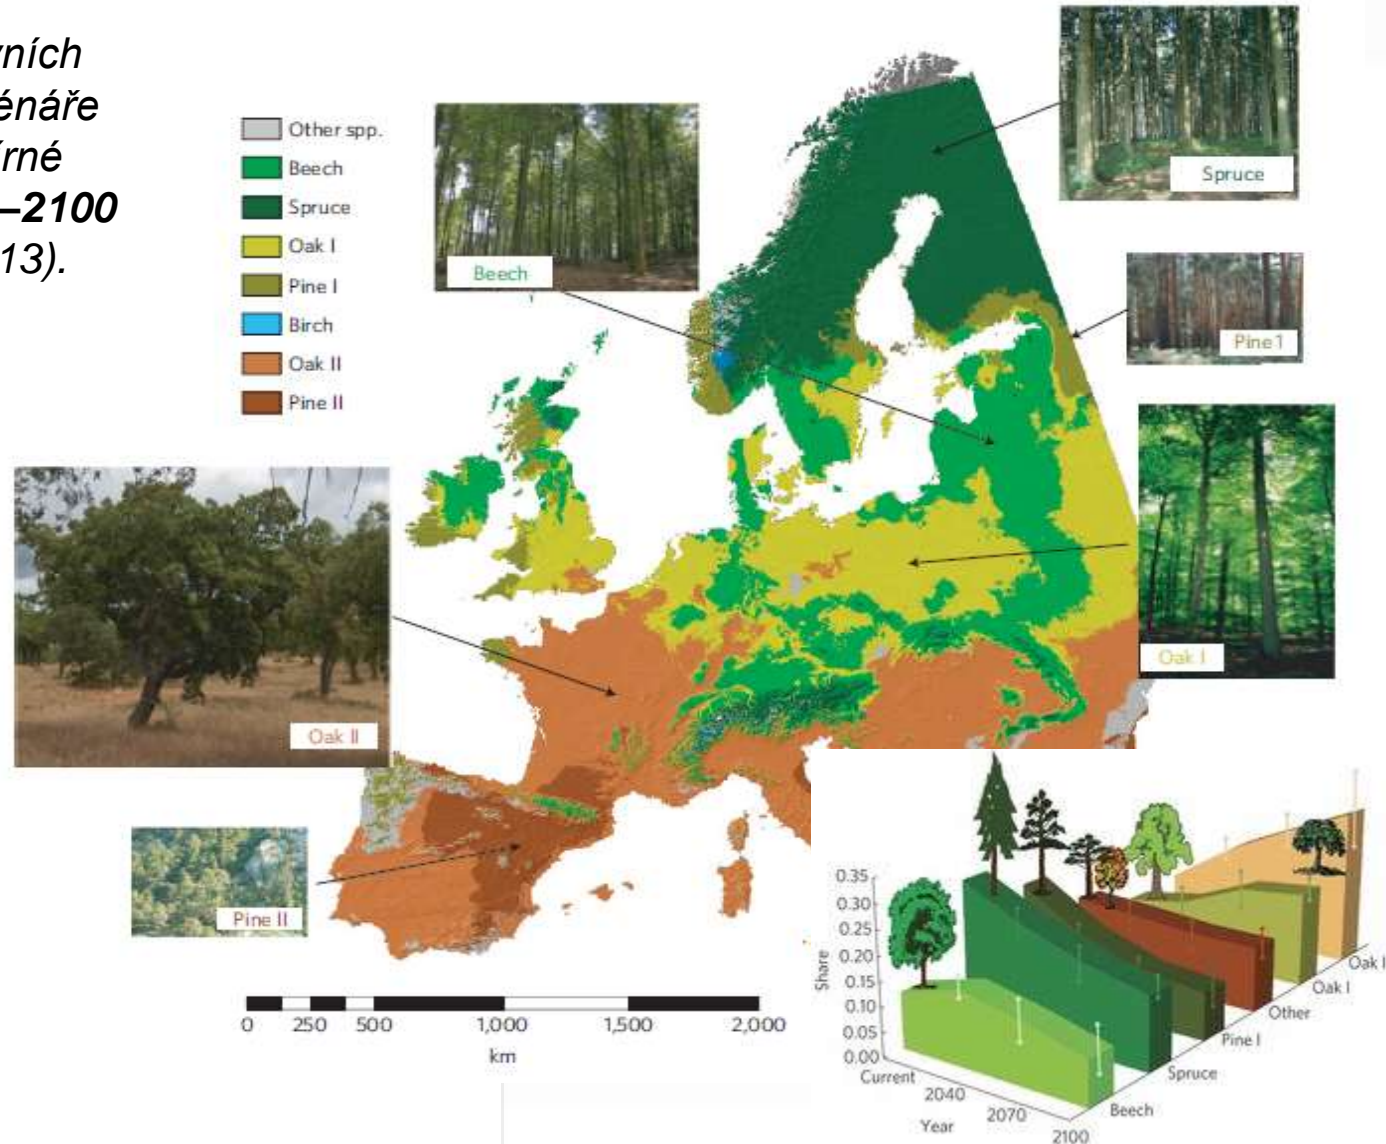 vních
énáře
írné
–2100
13).
Other spp.
Beech
Spruce
Oak I
Pine I
Birch
Oak II
Pine II
Beech
Spruce
Pine 1
Oak I
Oak II
Pine II
0 250 500 1,000 1,500 2,000
km
Share
0.35
0.30
0.25
0.20
0.15
0.10
0.05
0.00
Current
2040
2070
2100
Year
Beech
Spruce
Pine I
Other
Oak I
Oak I